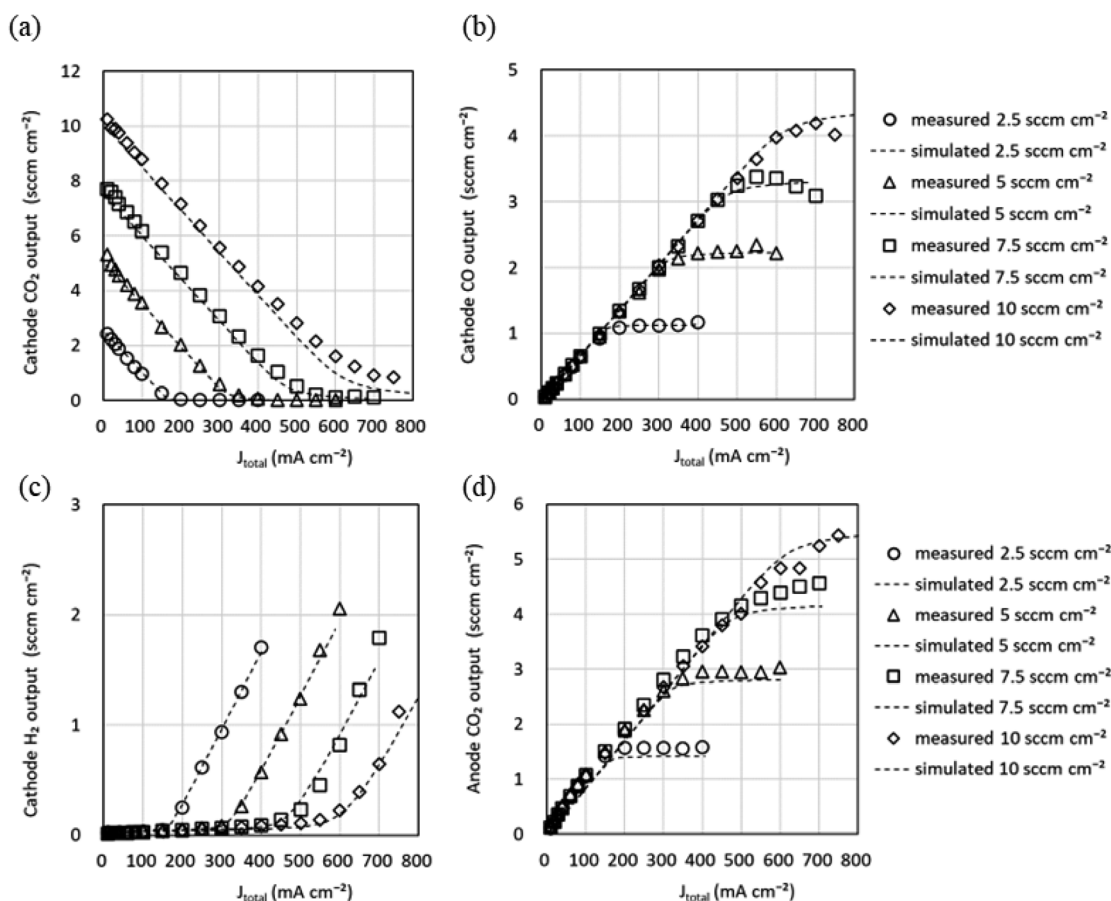 (a)
Cathode CO₂ output (sccm cm⁻²)
12
10
8
6
4
2
0
0 100 200 300 400 500 600 700 800
J_total (mA cm⁻²)
(b)
Cathode CO output (sccm cm⁻²)
5
4
3
2
1
0
0 100 200 300 400 500 600 700 800
J_total (mA cm⁻²)
measured 2.5 sccm cm⁻²
simulated 2.5 sccm cm⁻²
measured 5 sccm cm⁻²
simulated 5 sccm cm⁻²
measured 7.5 sccm cm⁻²
simulated 7.5 sccm cm⁻²
measured 10 sccm cm⁻²
simulated 10 sccm cm⁻²
(c)
Cathode H₂ output (sccm cm⁻²)
3
2
1
0
0 100 200 300 400 500 600 700 800
J_total (mA cm⁻²)
(d)
Anode CO₂ output (sccm cm⁻²)
6
5
4
3
2
1
0
0 100 200 300 400 500 600 700 800
J_total (mA cm⁻²)
measured 2.5 sccm cm⁻²
simulated 2.5 sccm cm⁻²
measured 5 sccm cm⁻²
simulated 5 sccm cm⁻²
measured 7.5 sccm cm⁻²
simulated 7.5 sccm cm⁻²
measured 10 sccm cm⁻²
simulated 10 sccm cm⁻²